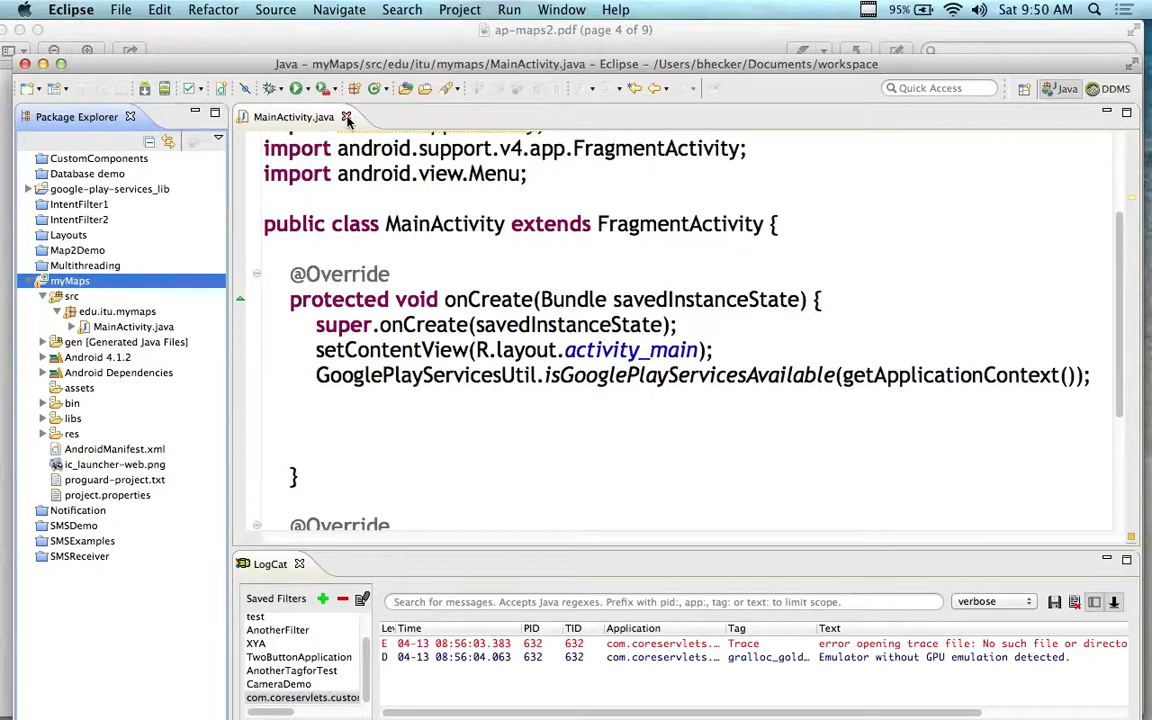 Eclipse File Edit Refactor Source Navigate Search Project Run Window Help 95% Sat 9:50 AM
ap-maps2.pdf (page 4 of 9)
Java – myMaps/src/edu/itu/mymaps/MainActivity.java – Eclipse – /Users/bhecker/Documents/workspace
Quick Access Java DDMS
Package Explorer
CustomComponents
Database demo
google-play-services_lib
IntentFilter1
IntentFilter2
Layouts
Map2Demo
Multithreading
myMaps
src
edu.itu.mymaps
MainActivity.java
gen [Generated Java Files]
Android 4.1.2
Android Dependencies
assets
bin
libs
res
AndroidManifest.xml
ic_launcher-web.png
proguard-project.txt
project.properties
Notification
SMSDemo
SMSExamples
SMSReceiver
MainActivity.java
import android.support.v4.app.FragmentActivity;
import android.view.Menu;
public class MainActivity extends FragmentActivity {
@Override
protected void onCreate(Bundle savedInstanceState) {
super.onCreate(savedInstanceState);
setContentView(R.layout.activity_main);
GooglePlayServicesUtil.isGooglePlayServicesAvailable(getApplicationContext());
}
@Override
LogCat
Saved Filters
test
AnotherFilter
XYA
TwoButtonApplication
AnotherTagforTest
CameraDemo
com.coreservlets.custo
Search for messages. Accepts Java regexes. Prefix with pid:, app:, tag: or text: to limit scope. verbose
Le Time PID TID Application Tag Text
E 04-13 08:56:03.383 632 632 com.coreservlets.... Trace error opening trace file: No such file or directo
D 04-13 08:56:04.063 632 632 com.coreservlets.... gralloc_gold... Emulator without GPU emulation detected.